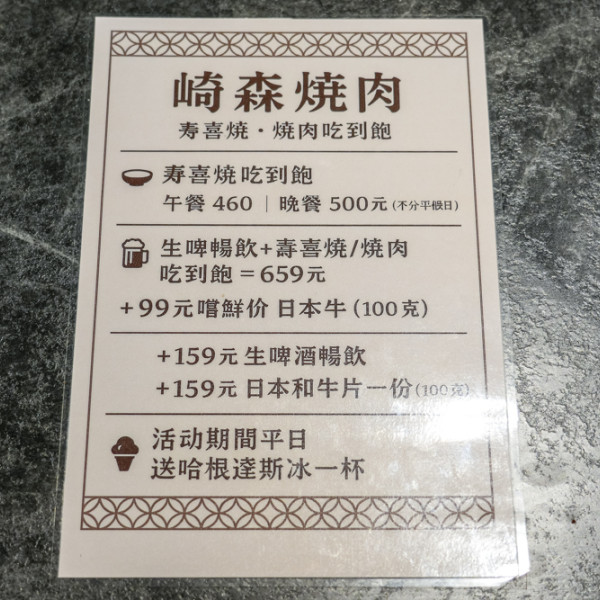 崎森燒肉
寿喜燒・燒肉吃到飽
寿喜燒吃到飽
午餐 460 | 晚餐 500元 (不分平假日)
生啤暢飲+壽喜燒/燒肉
吃到飽 = 659元
+99元嚐鮮价 日本牛 (100克)
+159元 生啤酒暢飲
+159元 日本和牛片一份 (100克)
活动期間平日
送哈根達斯冰一杯